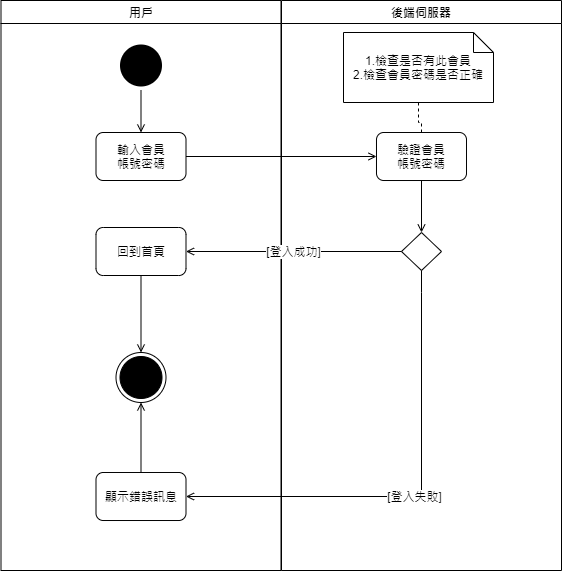 用戶
後端伺服器
1.檢查是否有此會員
2.檢查會員密碼是否正確
輸入會員
帳號密碼
驗證會員
帳號密碼
回到首頁
[登入成功]
顯示錯誤訊息
[登入失敗]